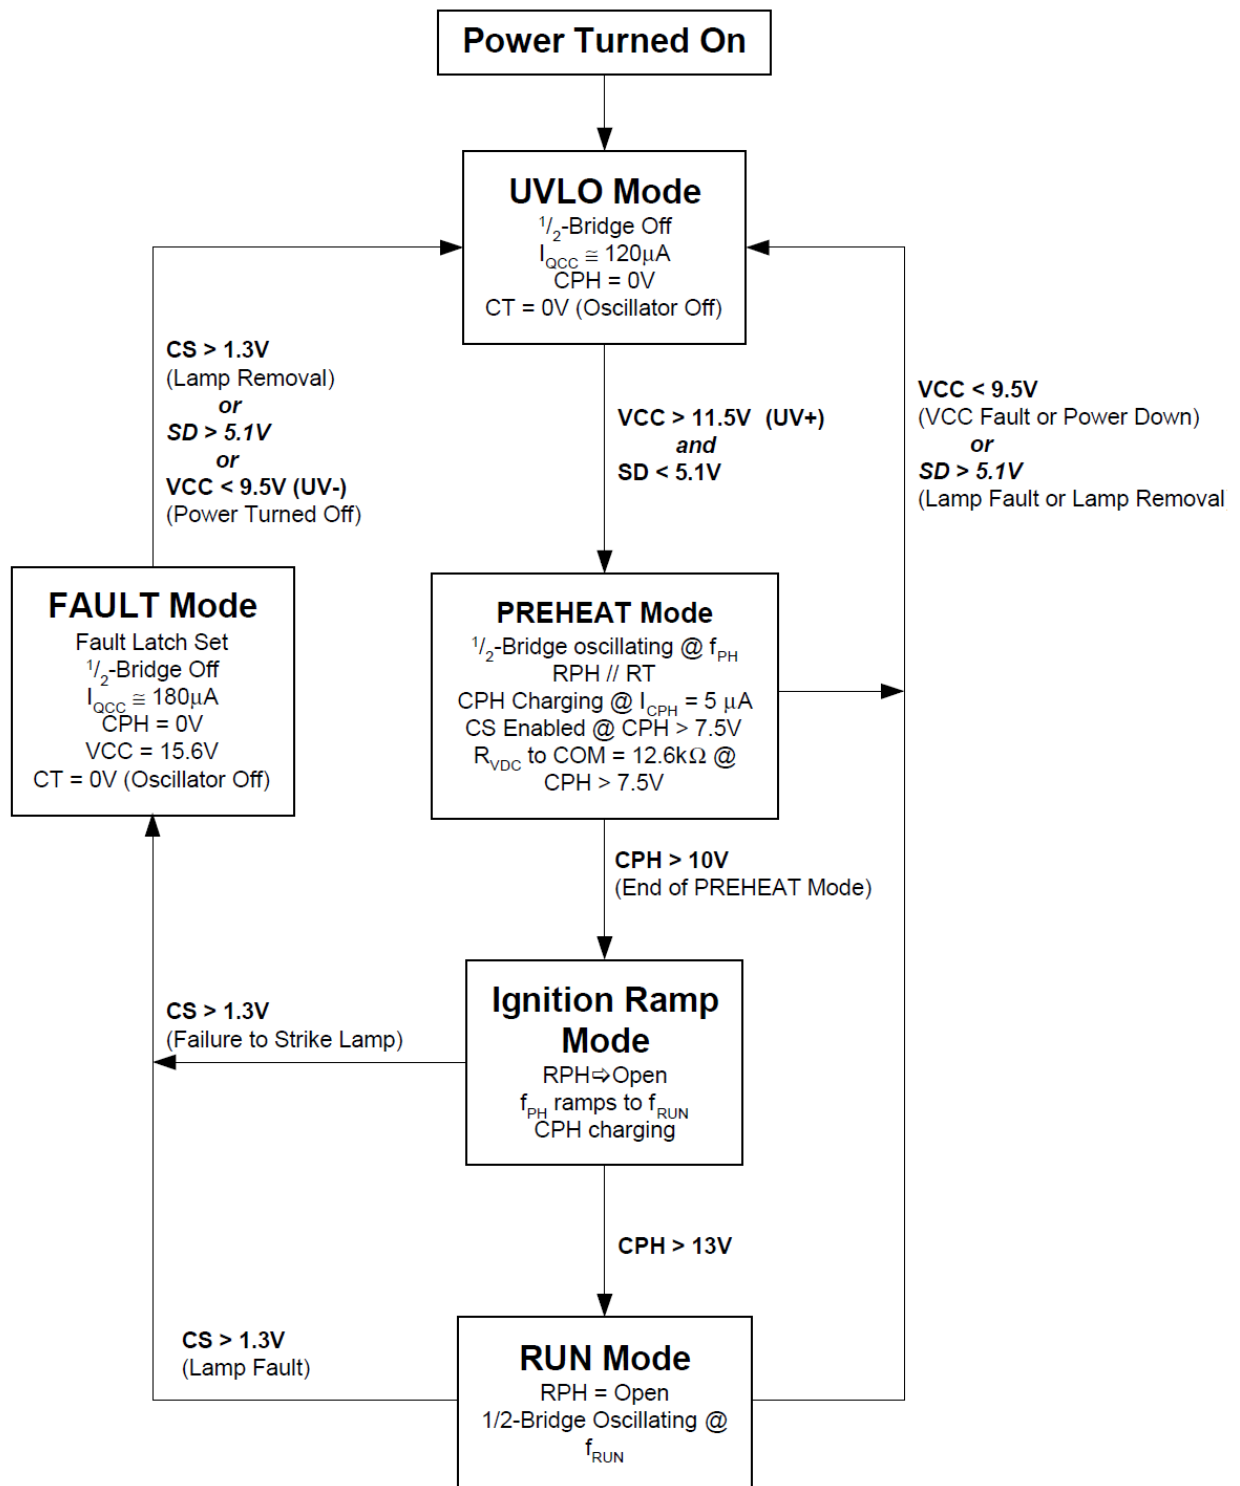 Power Turned On
UVLO Mode
1/2-Bridge Off
IQCC ≅ 120μA
CPH = 0V
CT = 0V (Oscillator Off)
CS > 1.3V
(Lamp Removal)
or
SD > 5.1V
or
VCC < 9.5V (UV-)
(Power Turned Off)
VCC > 11.5V (UV+)
and
SD < 5.1V
VCC < 9.5V
(VCC Fault or Power Down)
or
SD > 5.1V
(Lamp Fault or Lamp Removal
FAULT Mode
Fault Latch Set
1/2-Bridge Off
IQCC ≅ 180μA
CPH = 0V
VCC = 15.6V
CT = 0V (Oscillator Off)
PREHEAT Mode
1/2-Bridge oscillating @ fPH
RPH // RT
CPH Charging @ ICPH = 5 μA
CS Enabled @ CPH > 7.5V
RVDC to COM = 12.6kΩ @
CPH > 7.5V
CPH > 10V
(End of PREHEAT Mode)
Ignition Ramp
Mode
RPH⇨Open
fPH ramps to fRUN
CPH charging
CS > 1.3V
(Failure to Strike Lamp)
CPH > 13V
CS > 1.3V
(Lamp Fault)
RUN Mode
RPH = Open
1/2-Bridge Oscillating @
fRUN